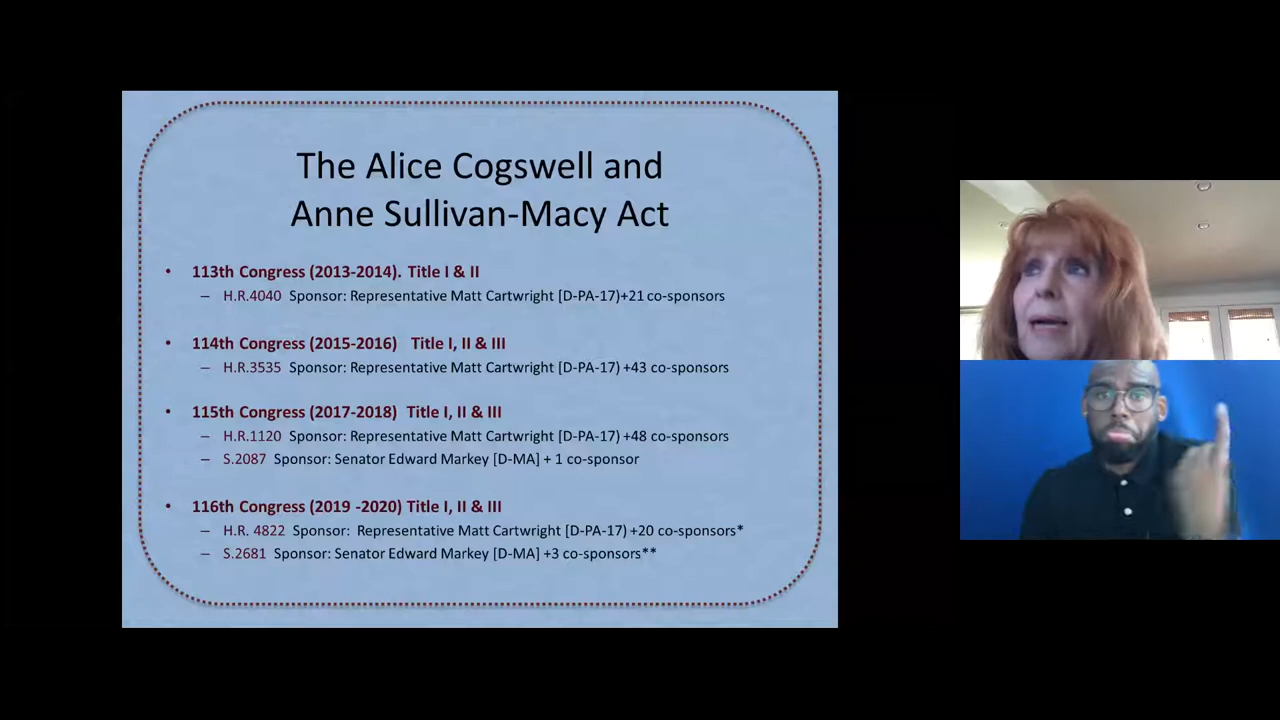 The Alice Cogswell and
Anne Sullivan-Macy Act
• 113th Congress (2013-2014). Title I & II
– H.R.4040 Sponsor: Representative Matt Cartwright [D-PA-17)+21 co-sponsors
• 114th Congress (2015-2016) Title I, II & III
– H.R.3535 Sponsor: Representative Matt Cartwright [D-PA-17) +43 co-sponsors
• 115th Congress (2017-2018) Title I, II & III
– H.R.1120 Sponsor: Representative Matt Cartwright [D-PA-17) +48 co-sponsors
– S.2087 Sponsor: Senator Edward Markey [D-MA] + 1 co-sponsor
• 116th Congress (2019 -2020) Title I, II & III
– H.R. 4822 Sponsor: Representative Matt Cartwright [D-PA-17) +20 co-sponsors*
– S.2681 Sponsor: Senator Edward Markey [D-MA] +3 co-sponsors**